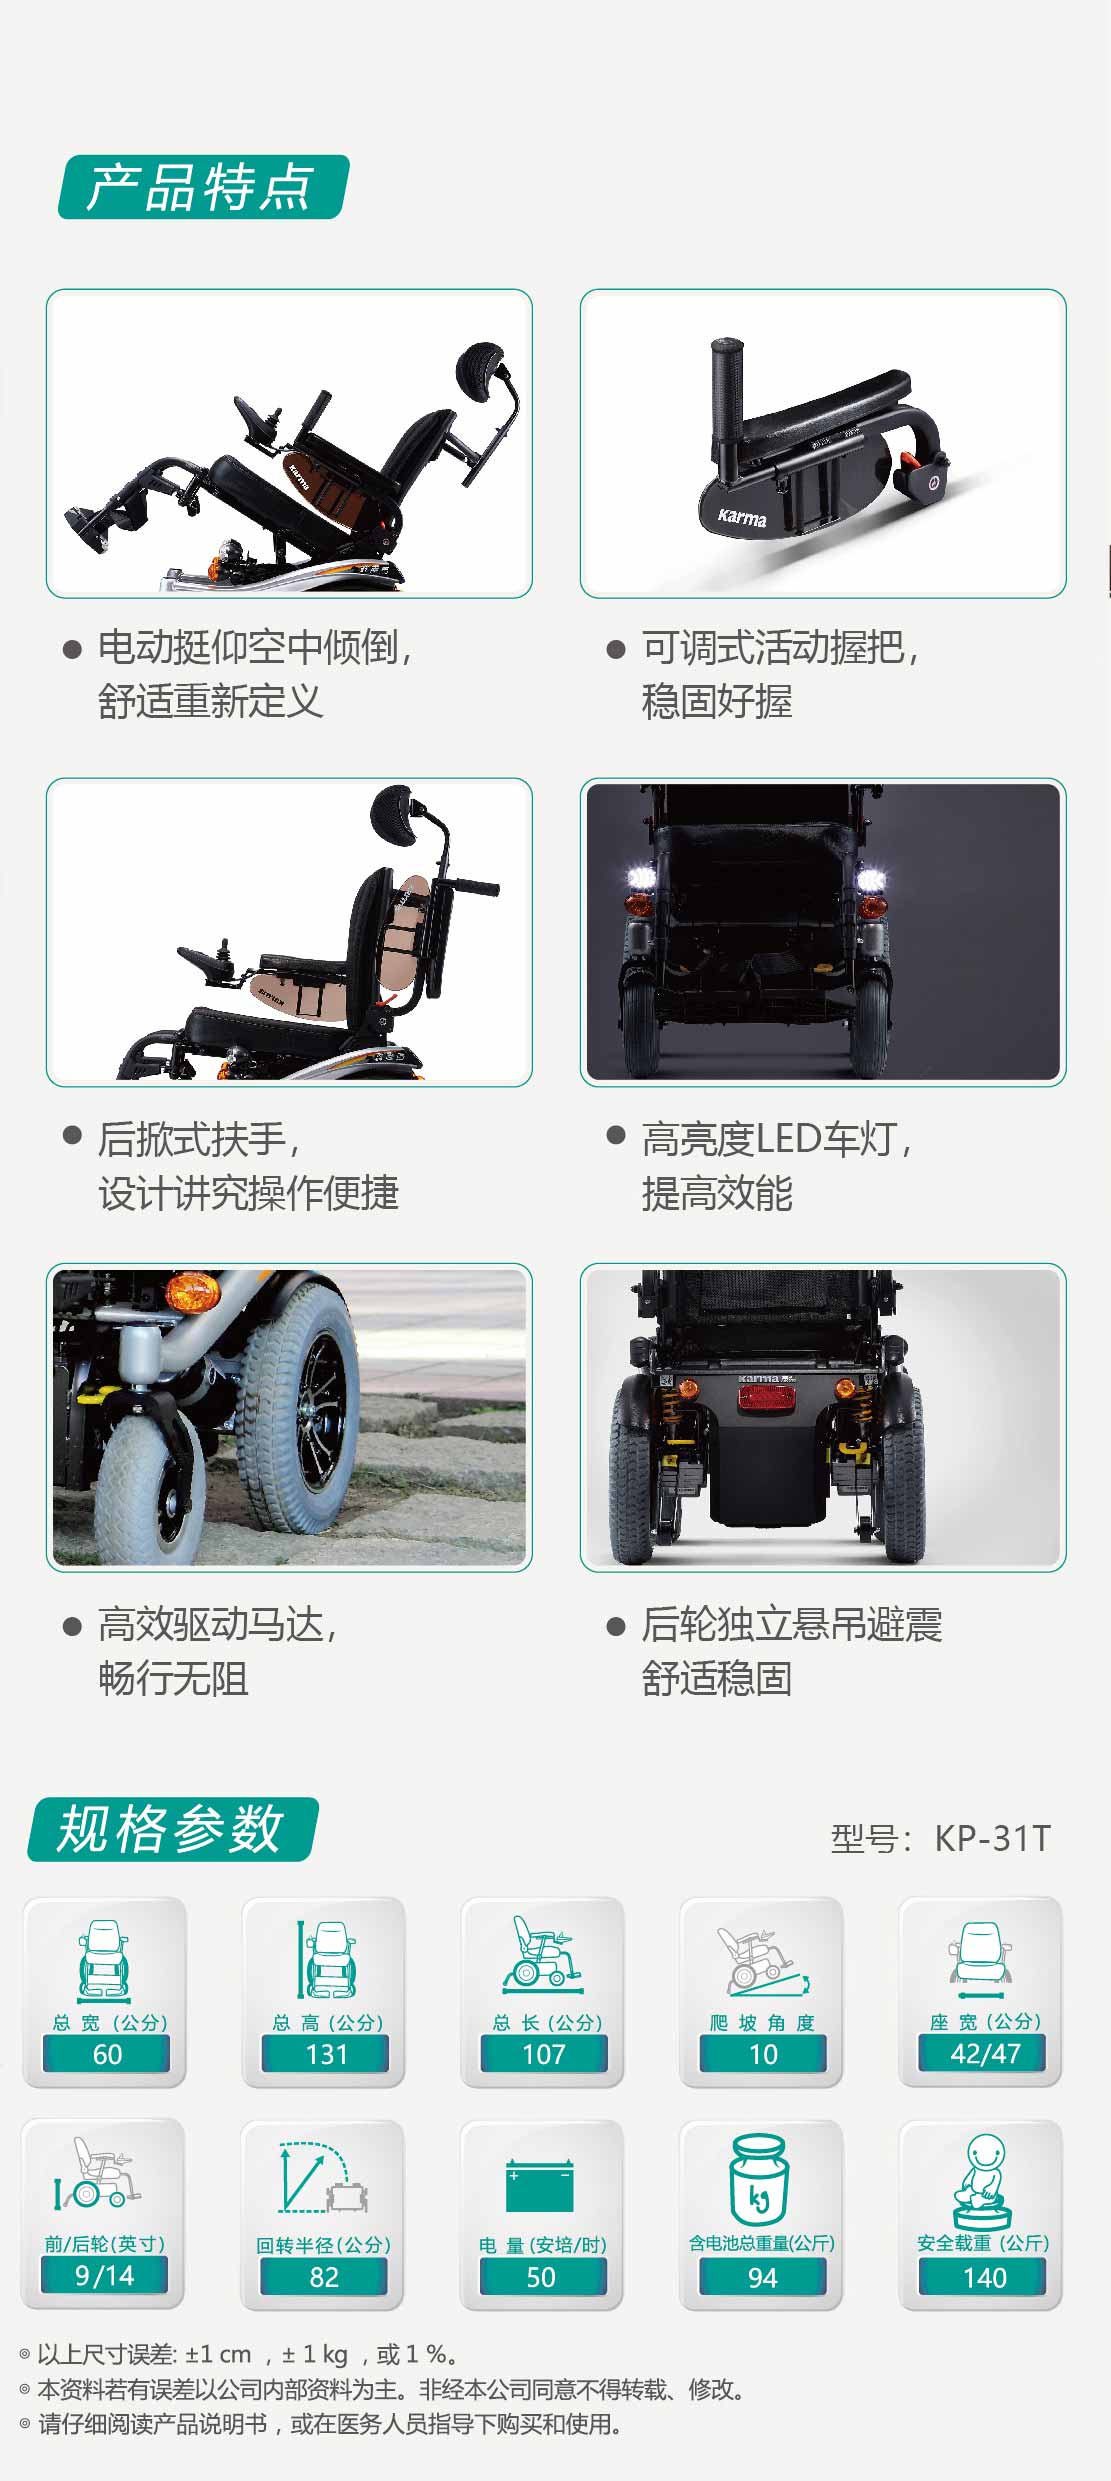 产品特点
karma
karma
电动挺仰空中倾倒，
舒适重新定义
可调式活动握把，
稳固好握
后掀式扶手，
设计讲究操作便捷
高亮度LED车灯，
提高效能
karma
高效驱动马达，
畅行无阻
后轮独立悬吊避震
舒适稳固
规格参数
型号：KP-31T
总 宽 (公分)
60
总 高 (公分)
131
总 长 (公分)
107
爬 坡 角 度
10
座 宽 (公分)
42/47
前/后轮(英寸)
9/14
回转半径(公分)
82
+ −
电 量 (安培/时)
50
kg
含电池总重量(公斤)
94
安全载重 (公斤)
140
◎ 以上尺寸误差: ±1 cm ，± 1 kg ，或 1 %。
◎ 本资料若有误差以公司内部资料为主。非经本公司同意不得转载、修改。
◎ 请仔细阅读产品说明书，或在医务人员指导下购买和使用。